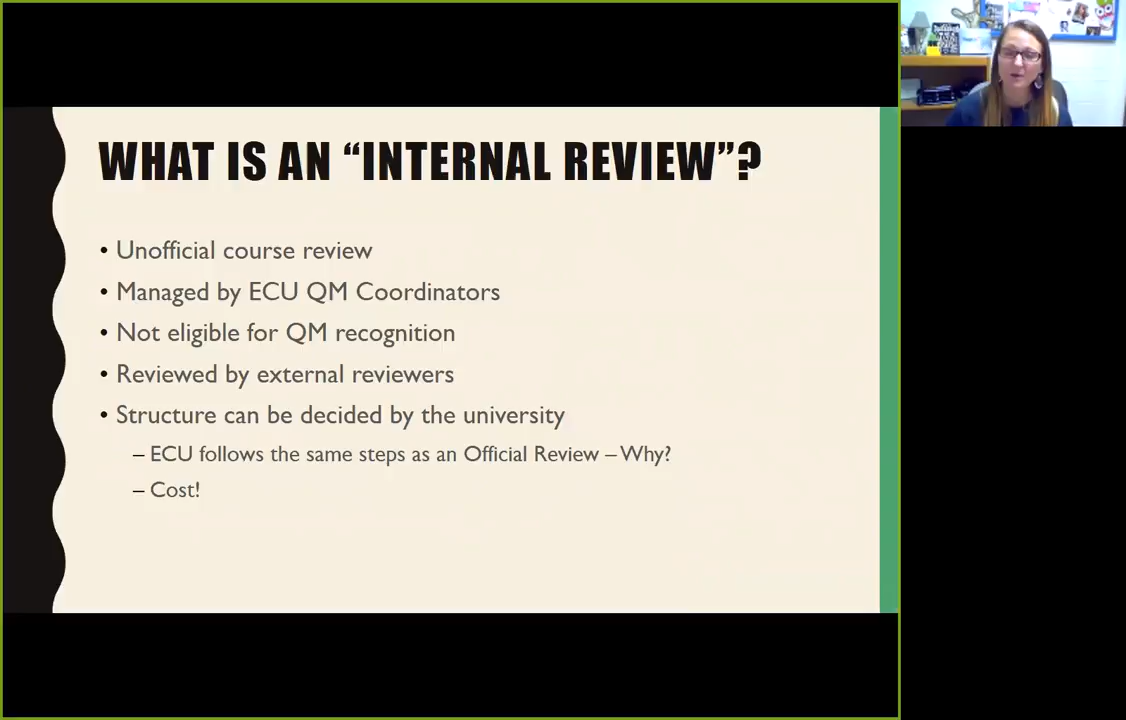 WHAT IS AN “INTERNAL REVIEW”?
• Unofficial course review
• Managed by ECU QM Coordinators
• Not eligible for QM recognition
• Reviewed by external reviewers
• Structure can be decided by the university
– ECU follows the same steps as an Official Review – Why?
– Cost!